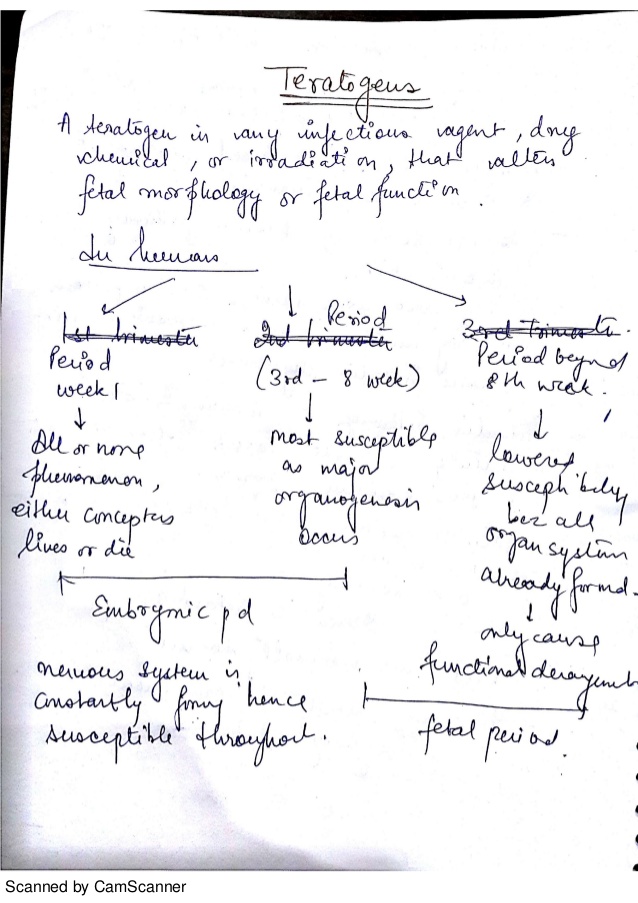 Teratogens
A teratogen is any infectious agent, drug
chemical, or irradiation, that alters
fetal morphology or fetal function.
In humans
1st trimester
Period
week 1
↓
All or none
phenomenon,
either conceptus
lives or die
Period
2nd trimester
(3rd - 8 week)
↓
most susceptible
as major
organogenesis
occurs
3rd Trimester.
Period beyond
8th week.
↓
lowered
susceptibility
bcz all
organ system
already formed.
↓
only cause
functional derangement
Embryonic pd
nervous system is
constantly formg hence
susceptible throughout.
fetal period.
Scanned by CamScanner